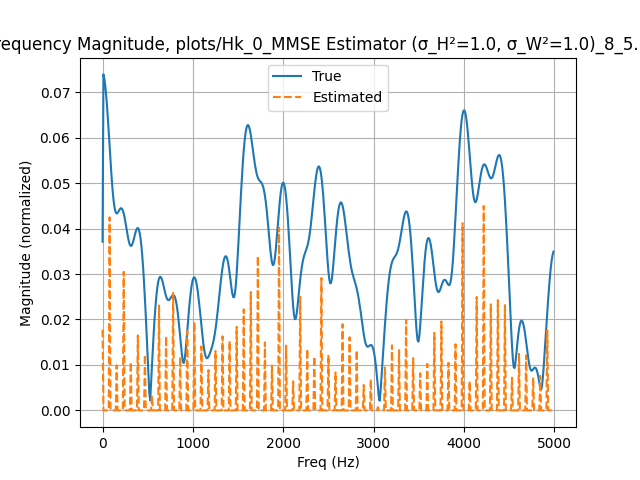 requency Magnitude, plots/Hk_0_MMSE Estimator (σ_H²=1.0, σ_W²=1.0)_8_5.
True
Estimated
Magnitude (normalized)
0.07
0.06
0.05
0.04
0.03
0.02
0.01
0.00
0 1000 2000 3000 4000 5000
Freq (Hz)